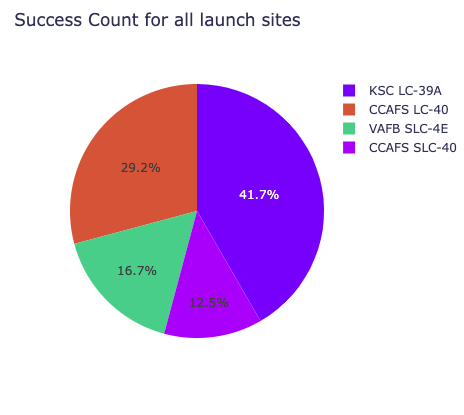 Success Count for all launch sites
KSC LC-39A
CCAFS LC-40
VAFB SLC-4E
CCAFS SLC-40
29.2%
41.7%
16.7%
12.5%